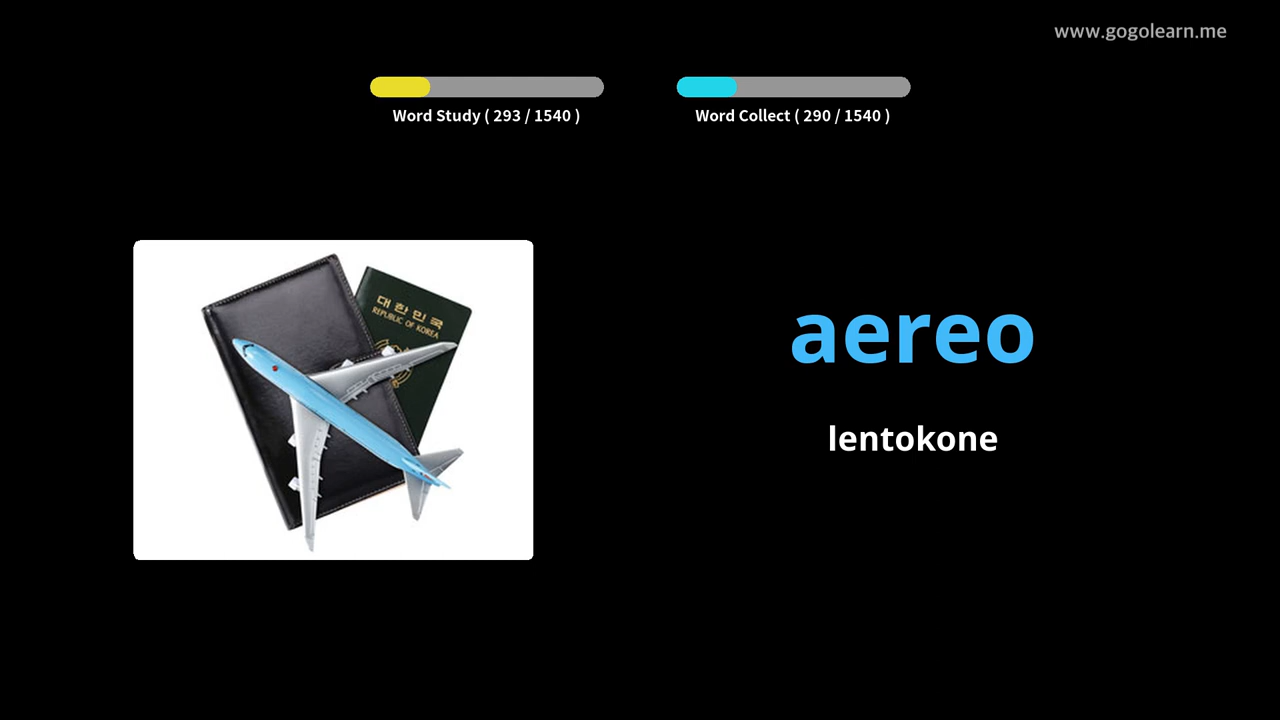 www.gogolearn.me
Word Study ( 293 / 1540 )
Word Collect ( 290 / 1540 )
대한민국
REPUBLIC OF KOREA
aereo
lentokone